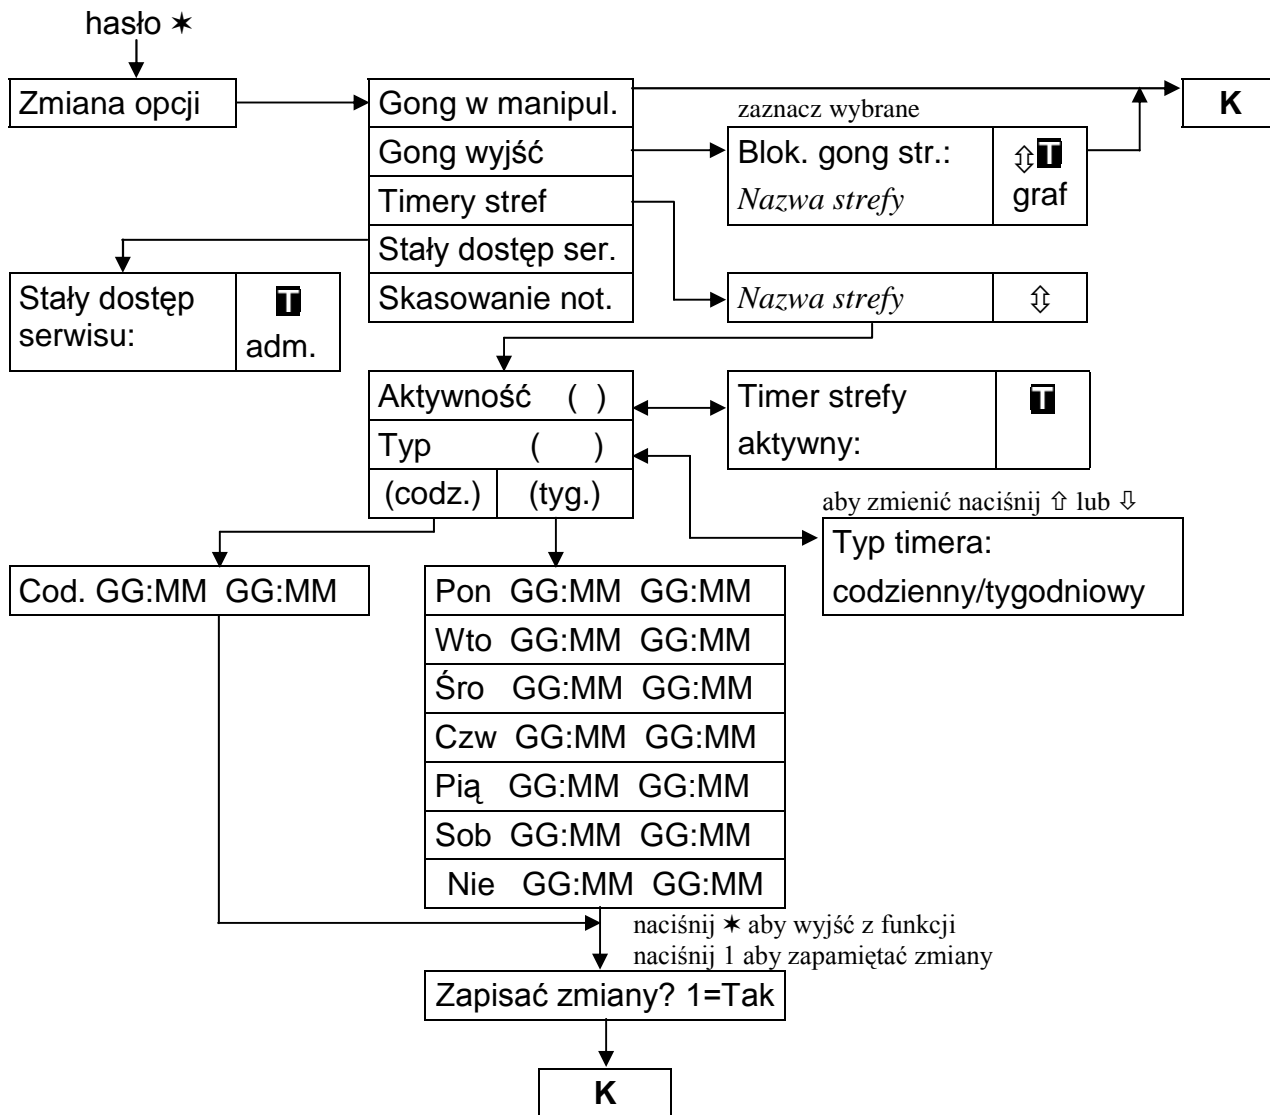 hasło ✶
Zmiana opcji
Gong w manipul.
Gong wyjść
Timery stref
Stały dostęp ser.
Skasowanie not.
K
zaznacz wybrane
Blok. gong str.: ⇳ T
Nazwa strefy graf
Stały dostęp T
serwisu: adm.
Nazwa strefy ⇳
Aktywność ( )
Typ ( )
(codz.) (tyg.)
Timer strefy T
aktywny:
aby zmienić naciśnij ⇧ lub ⇩
Typ timera:
codzienny/tygodniowy
Cod. GG:MM GG:MM
Pon GG:MM GG:MM
Wto GG:MM GG:MM
Śro GG:MM GG:MM
Czw GG:MM GG:MM
Pią GG:MM GG:MM
Sob GG:MM GG:MM
Nie GG:MM GG:MM
naciśnij ✶ aby wyjść z funkcji
naciśnij 1 aby zapamiętać zmiany
Zapisać zmiany? 1=Tak
K